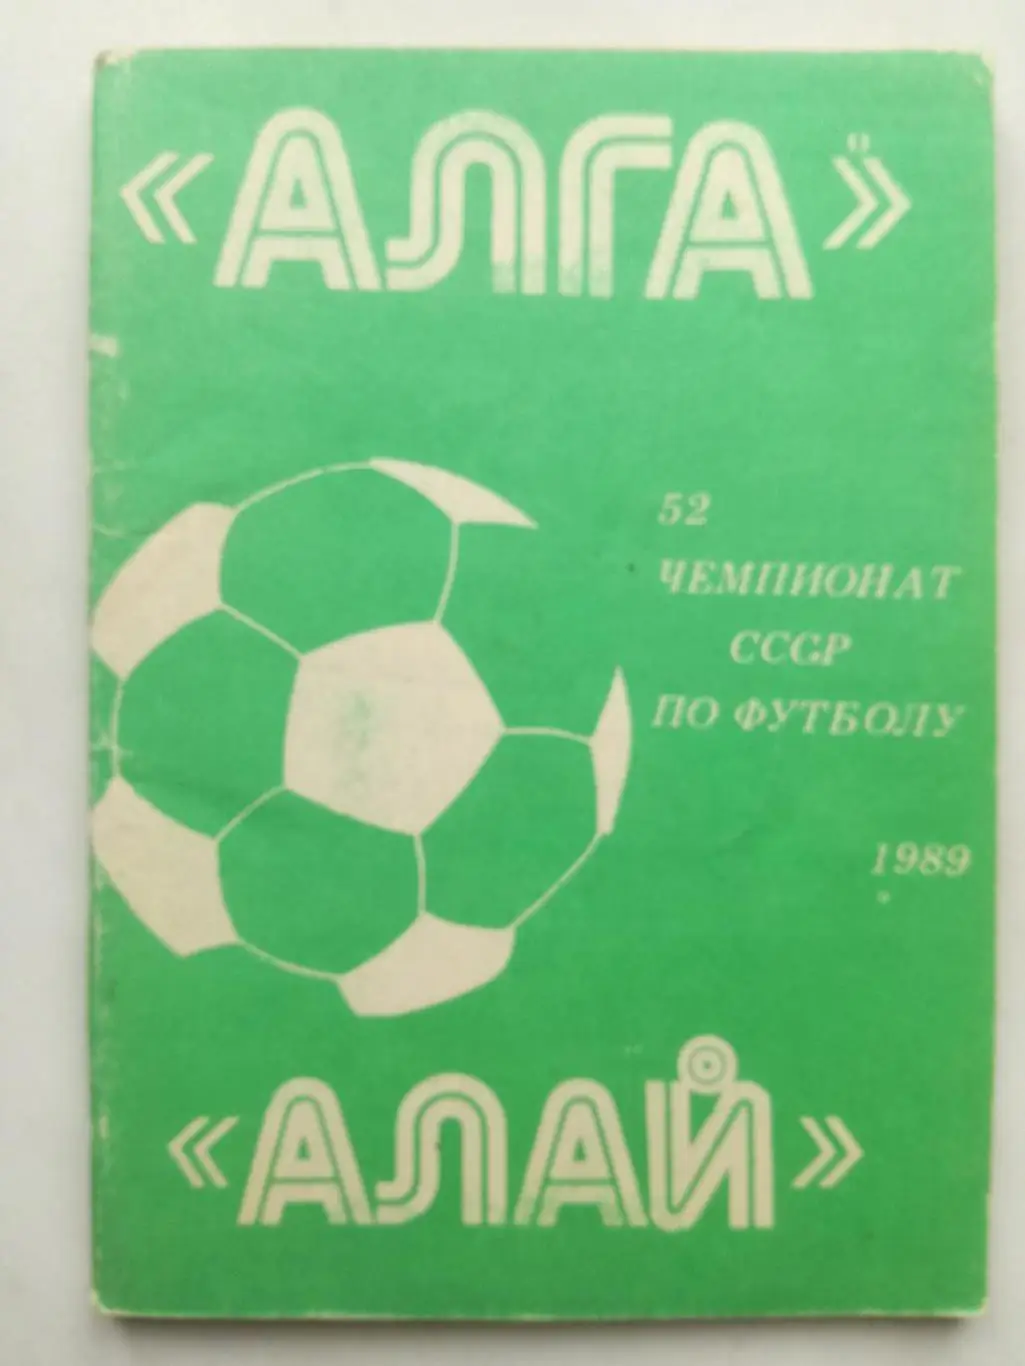 «АЛГА»
52
ЧЕМПИОНАТ
СССР
ПО ФУТБОЛУ
1989
«АЛАЙ»